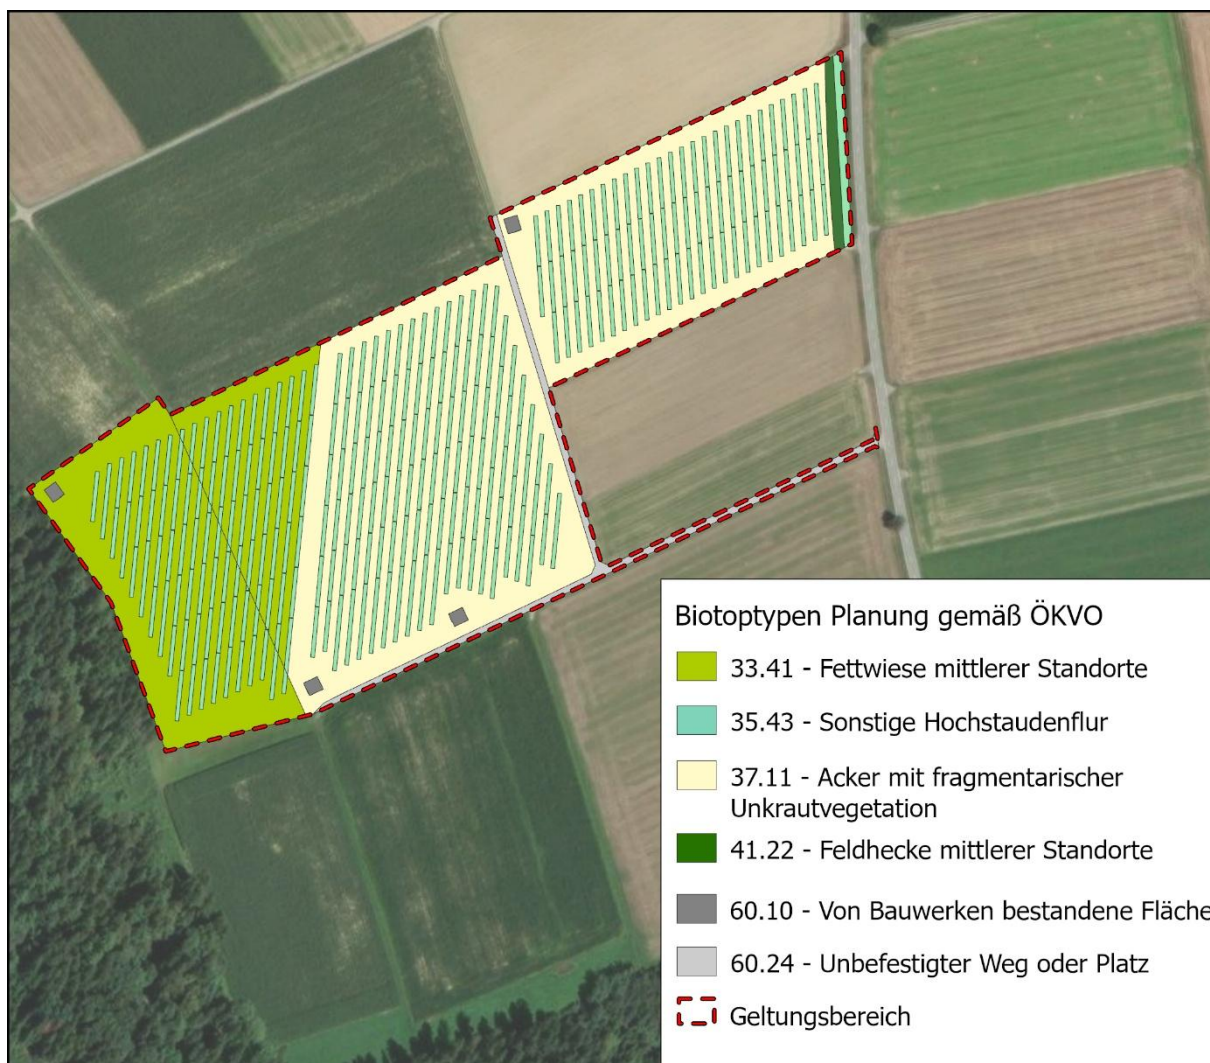 Biotoptypen Planung gemäß ÖKVO
33.41 - Fettwiese mittlerer Standorte
35.43 - Sonstige Hochstaudenflur
37.11 - Acker mit fragmentarischer
Unkrautvegetation
41.22 - Feldhecke mittlerer Standorte
60.10 - Von Bauwerken bestandene Fläche
60.24 - Unbefestigter Weg oder Platz
Geltungsbereich